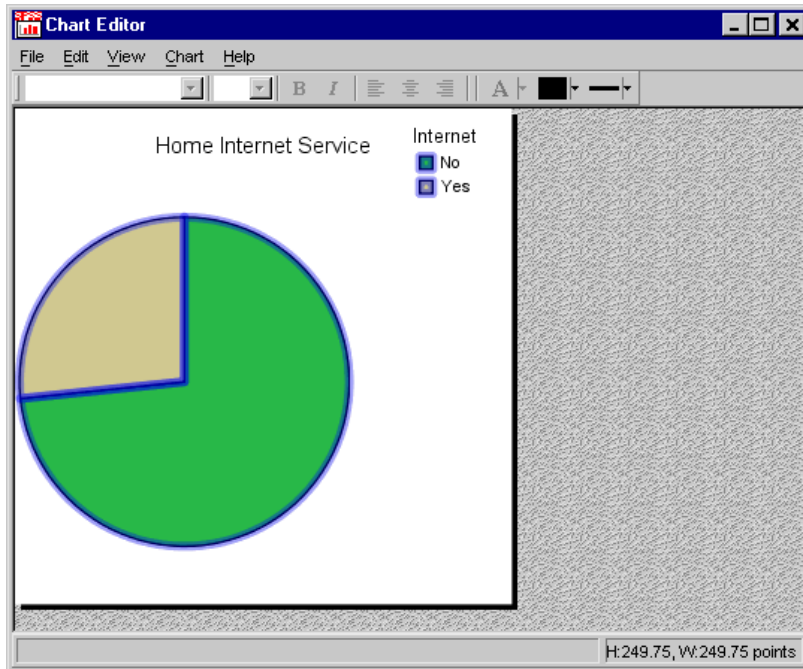 Chart Editor
File Edit View Chart Help
B I A
Home Internet Service
Internet
No
Yes
H:249.75, W:249.75 points